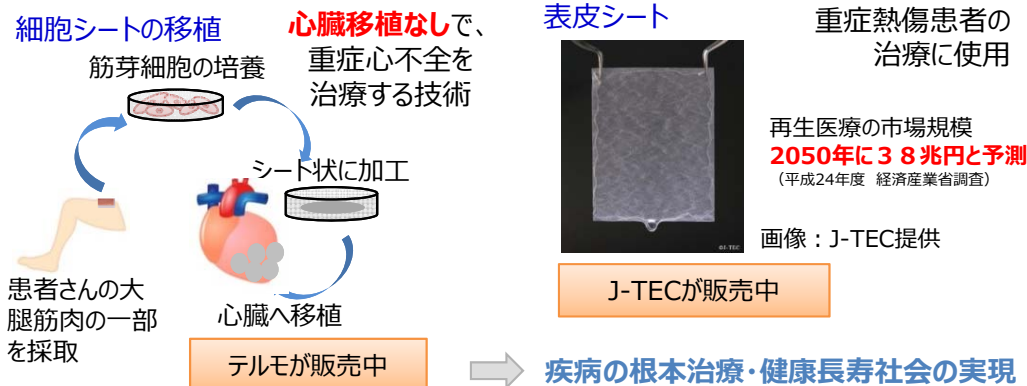 細胞シートの移植
心臓移植なしで、
重症心不全を
治療する技術
筋芽細胞の培養
シート状に加工
患者さんの大
腿筋肉の一部
を採取
心臓へ移植
テルモが販売中
表皮シート
重症熱傷患者の
治療に使用
再生医療の市場規模
2050年に３８兆円と予測
（平成24年度 経済産業省調査）
©J-TEC
画像：J-TEC提供
J-TECが販売中
疾病の根本治療・健康長寿社会の実現